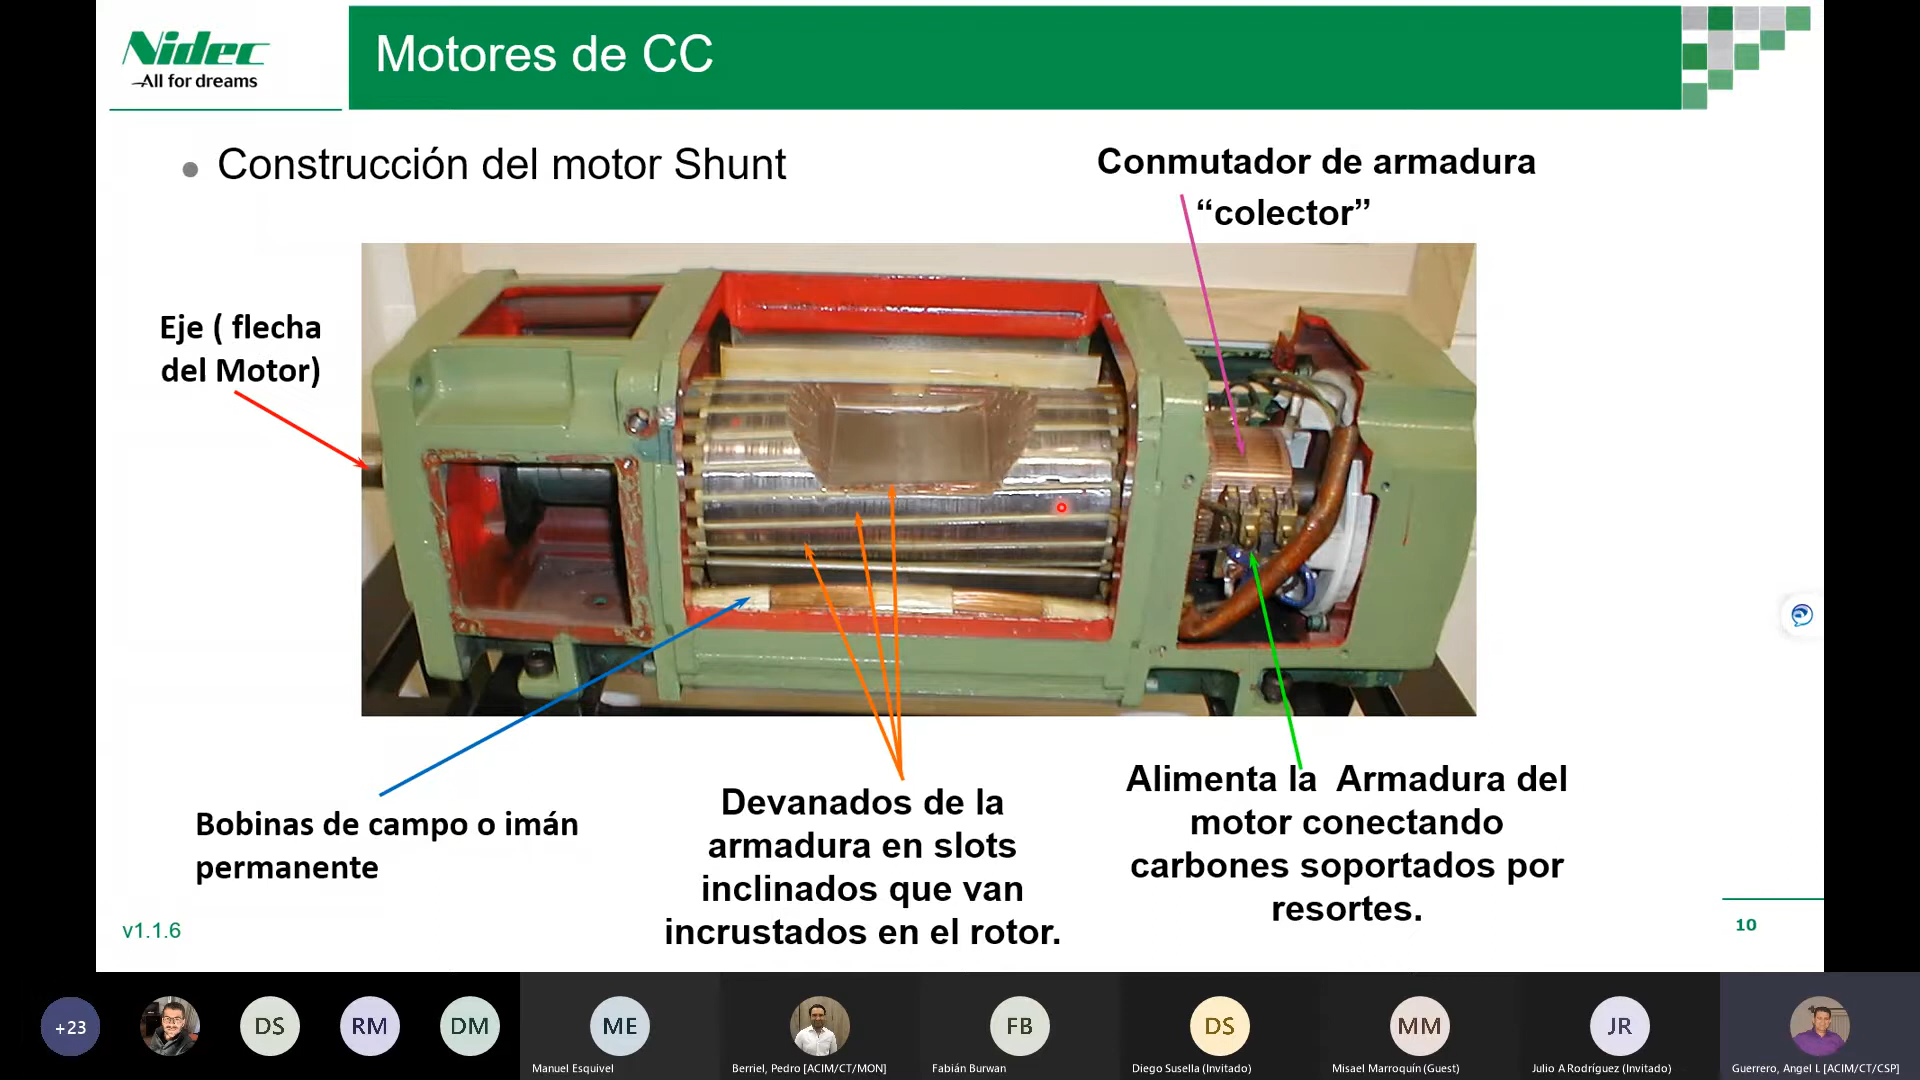 Nidec
All for dreams
Motores de CC
Construcción del motor Shunt
Conmutador de armadura
“colector”
Eje ( flecha
del Motor)
Bobinas de campo o imán
permanente
Devanados de la
armadura en slots
inclinados que van
incrustados en el rotor.
Alimenta la  Armadura del
motor conectando
carbones soportados por
resortes.
v1.1.6
10
+23
DS
RM
DM
ME
Manuel Esquivel
Berriel, Pedro [ACIM/CT/MON]
FB
Fabián Burwan
DS
Diego Susella (Invitado)
MM
Misael Marroquín (Guest)
JR
Julio A Rodríguez (Invitado)
Guerrero, Angel L [ACIM/CT/CSP]